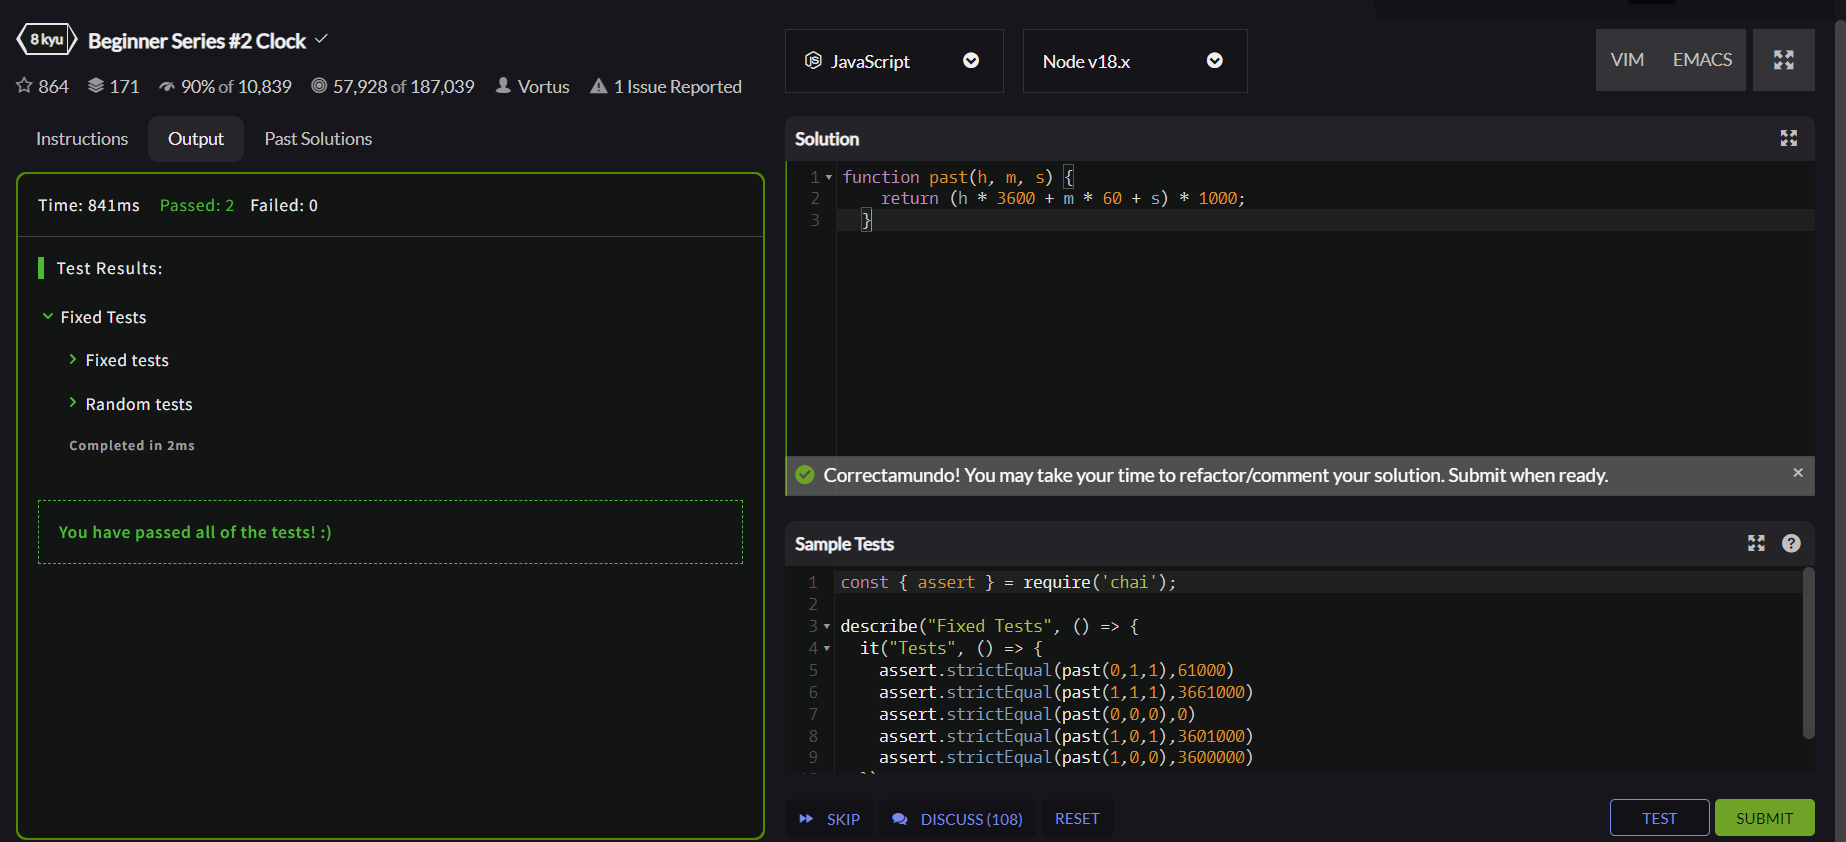 8 kyu Beginner Series #2 Clock
864 171 90% of 10,839 57,928 of 187,039 Vortus 1 Issue Reported
Instructions Output Past Solutions
Time: 841ms Passed: 2 Failed: 0
Test Results:
Fixed Tests
Fixed tests
Random tests
Completed in 2ms
You have passed all of the tests! :)
JavaScript Node v18.x VIM EMACS
Solution
1 function past(h, m, s) {
2 return (h * 3600 + m * 60 + s) * 1000;
3 }
Correctamundo! You may take your time to refactor/comment your solution. Submit when ready.
Sample Tests
1 const { assert } = require('chai');
2
3 describe("Fixed Tests", () => {
4 it("Tests", () => {
5 assert.strictEqual(past(0,1,1),61000)
6 assert.strictEqual(past(1,1,1),3661000)
7 assert.strictEqual(past(0,0,0),0)
8 assert.strictEqual(past(1,0,1),3601000)
9 assert.strictEqual(past(1,0,0),3600000)
SKIP DISCUSS (108) RESET TEST SUBMIT